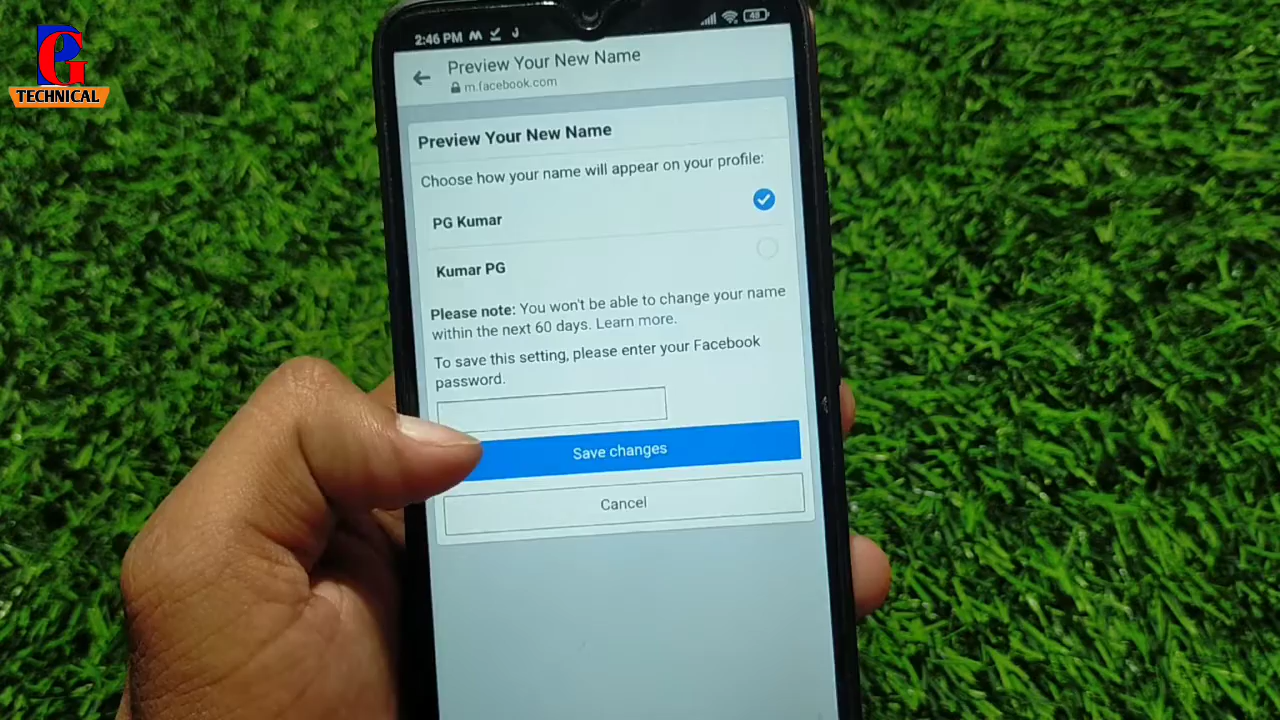 PG
TECHNICAL
2:46 PM
48
Preview Your New Name
m.facebook.com
Preview Your New Name
Choose how your name will appear on your profile:
PG Kumar
Kumar PG
Please note: You won't be able to change your name
within the next 60 days. Learn more.
To save this setting, please enter your Facebook
password.
Save changes
Cancel